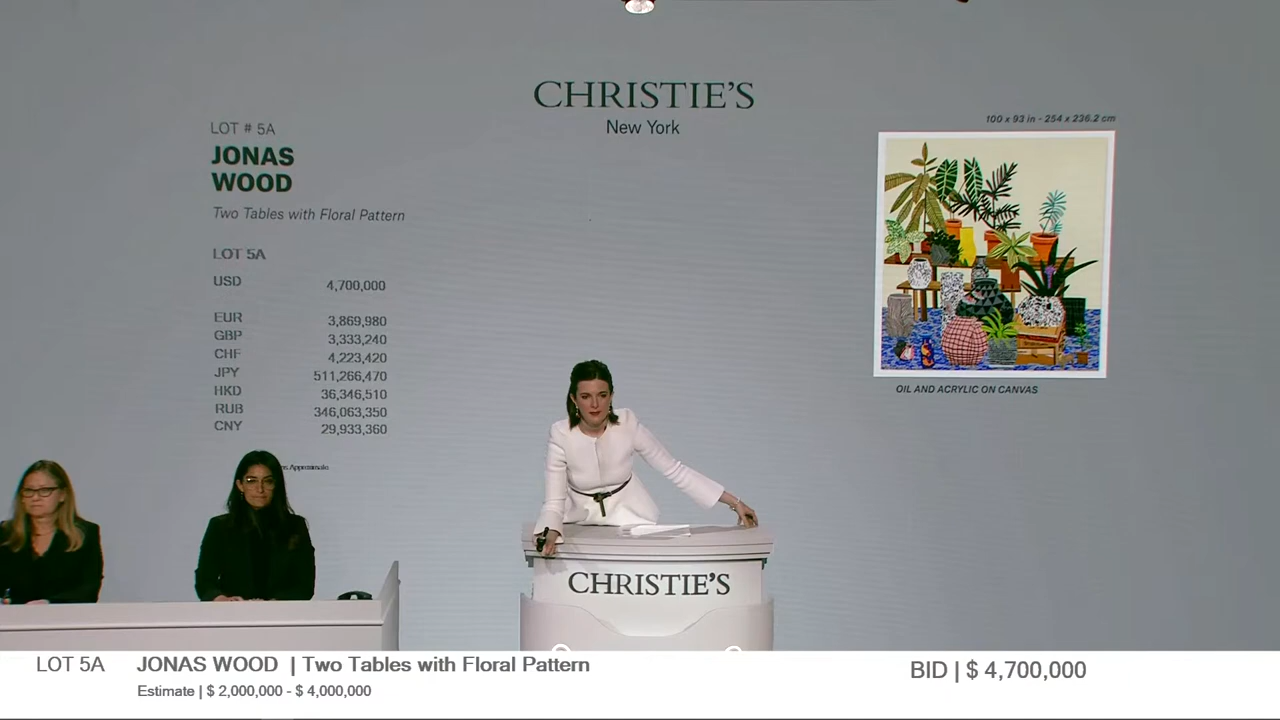 CHRISTIE'S
New York
LOT # 5A
JONAS
WOOD
Two Tables with Floral Pattern
LOT 5A
USD 4,700,000
EUR 3,869,980
GBP 3,333,240
CHF 4,223,420
JPY 511,266,470
HKD 36,346,510
RUB 346,063,350
CNY 29,933,360
Approximate
100 x 93 in - 254 x 236.2 cm
OIL AND ACRYLIC ON CANVAS
CHRISTIE'S
LOT 5A JONAS WOOD | Two Tables with Floral Pattern
Estimate | $ 2,000,000 - $ 4,000,000
BID | $ 4,700,000